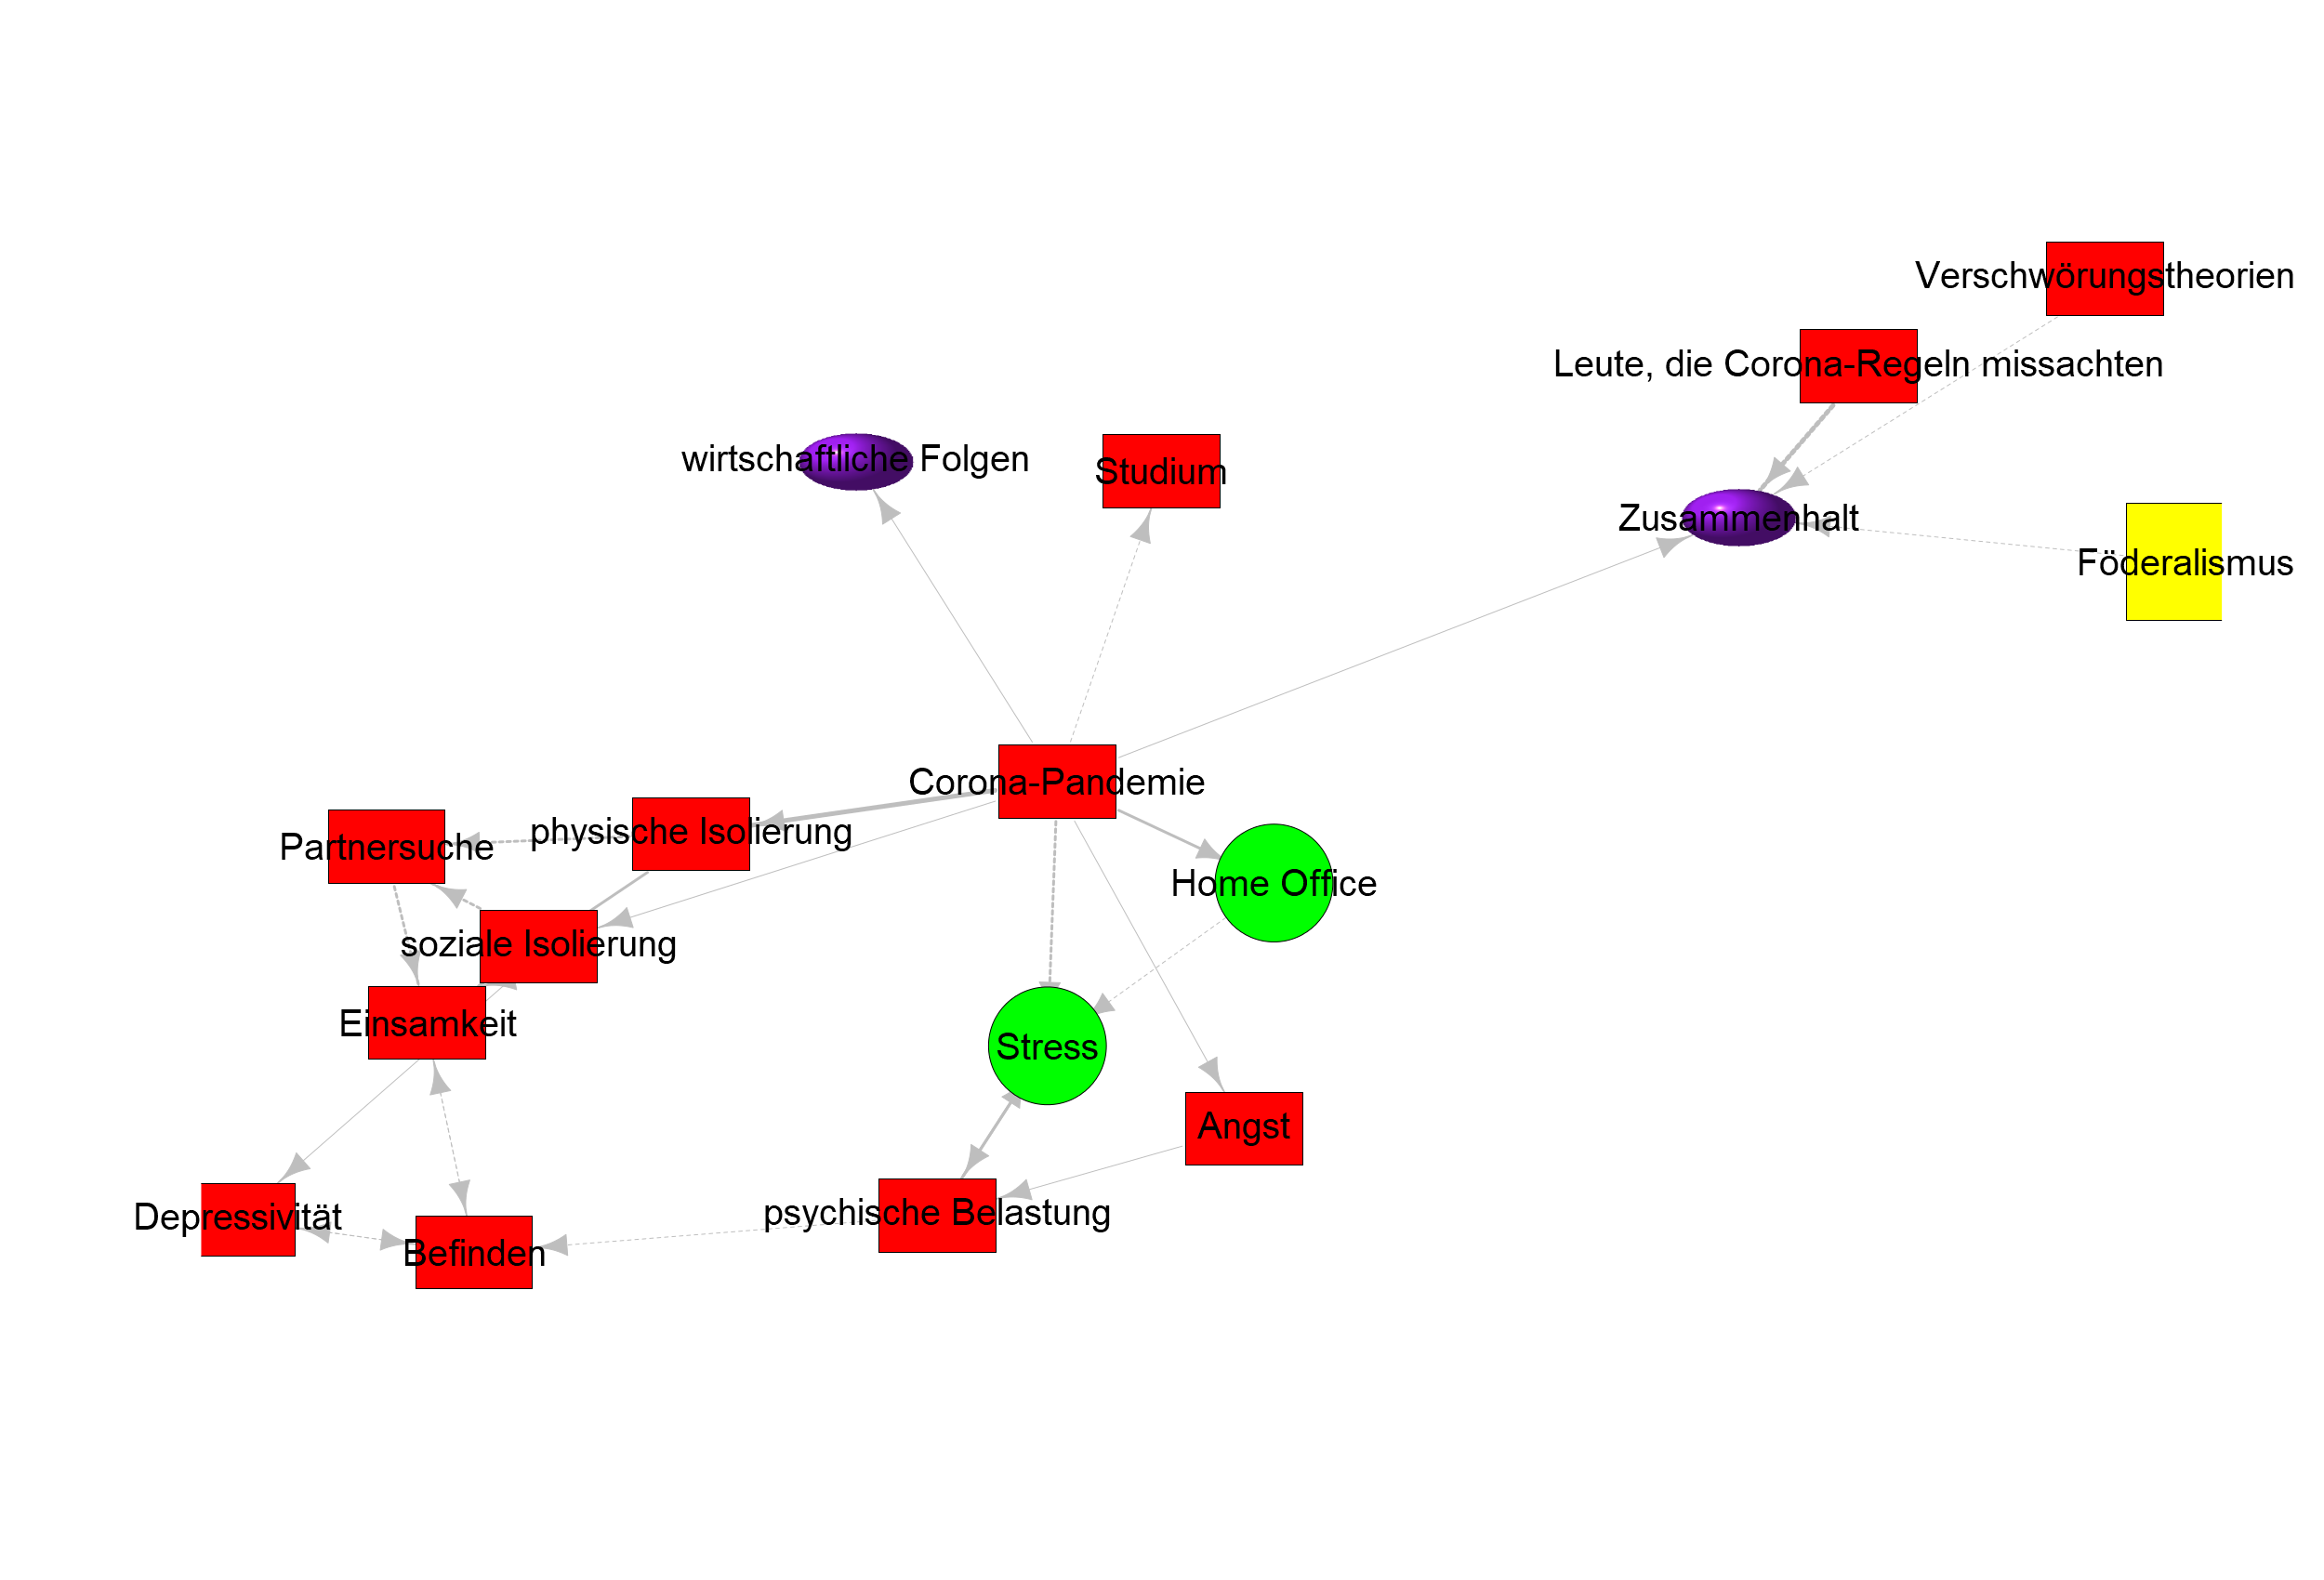 Verschwörungstheorien
Leute, die Corona-Regeln missachten
wirtschaftliche Folgen
Studium
Zusammenhalt
Föderalismus
Corona-Pandemie
physische Isolierung
Partnersuche
Home Office
soziale Isolierung
Einsamkeit
Stress
Angst
psychische Belastung
Depressivität
Befinden